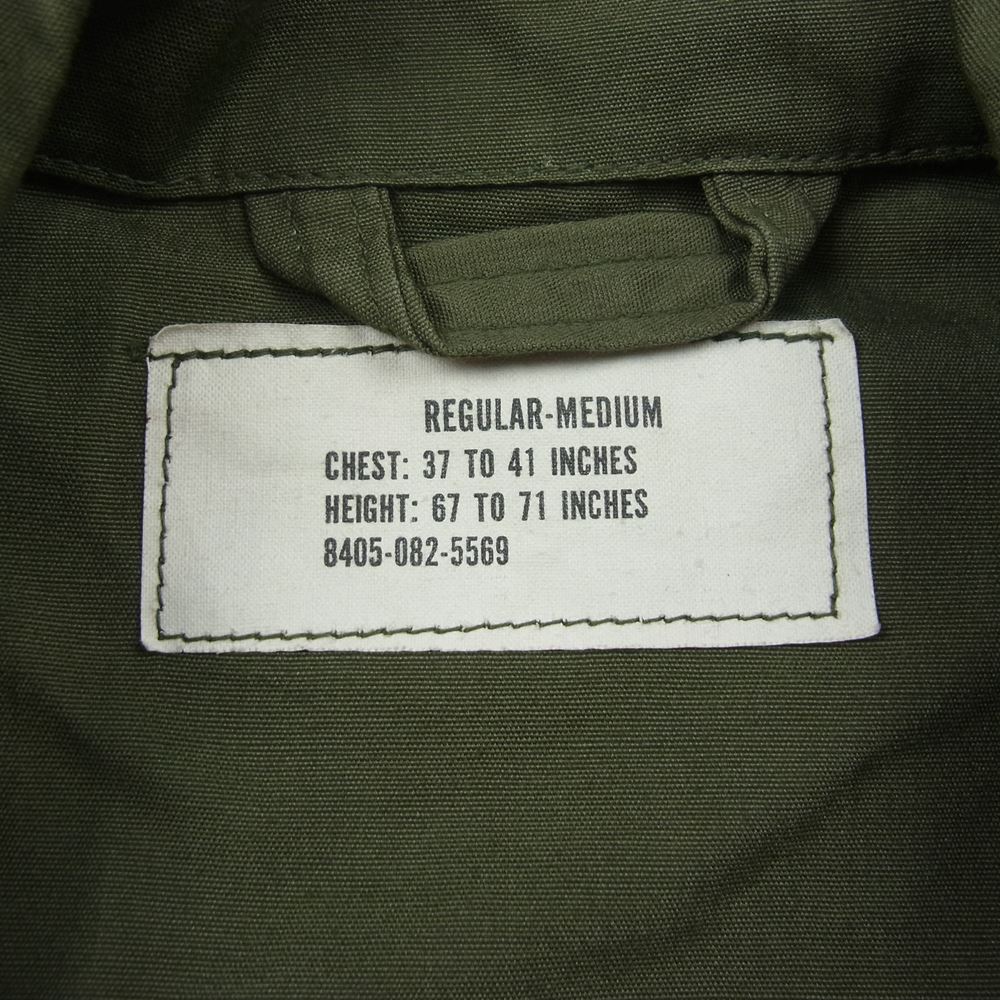 REGULAR-MEDIUM
CHEST: 37 TO 41 INCHES
HEIGHT: 67 TO 71 INCHES
8405-082-5569